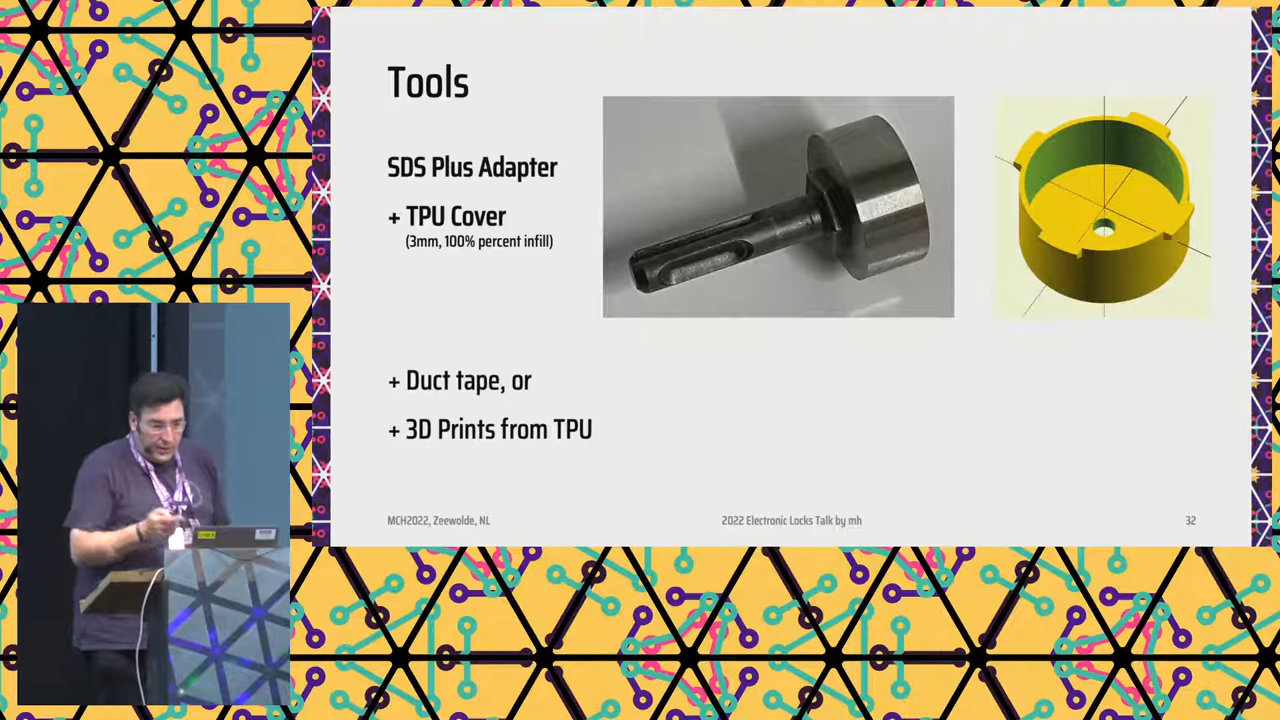 Tools
SDS Plus Adapter
+ TPU Cover
(3mm, 100% percent infill)
+ Duct tape, or
+ 3D Prints from TPU
MCH2022, Zeewolde, NL
2022 Electronic Locks Talk by mh
32